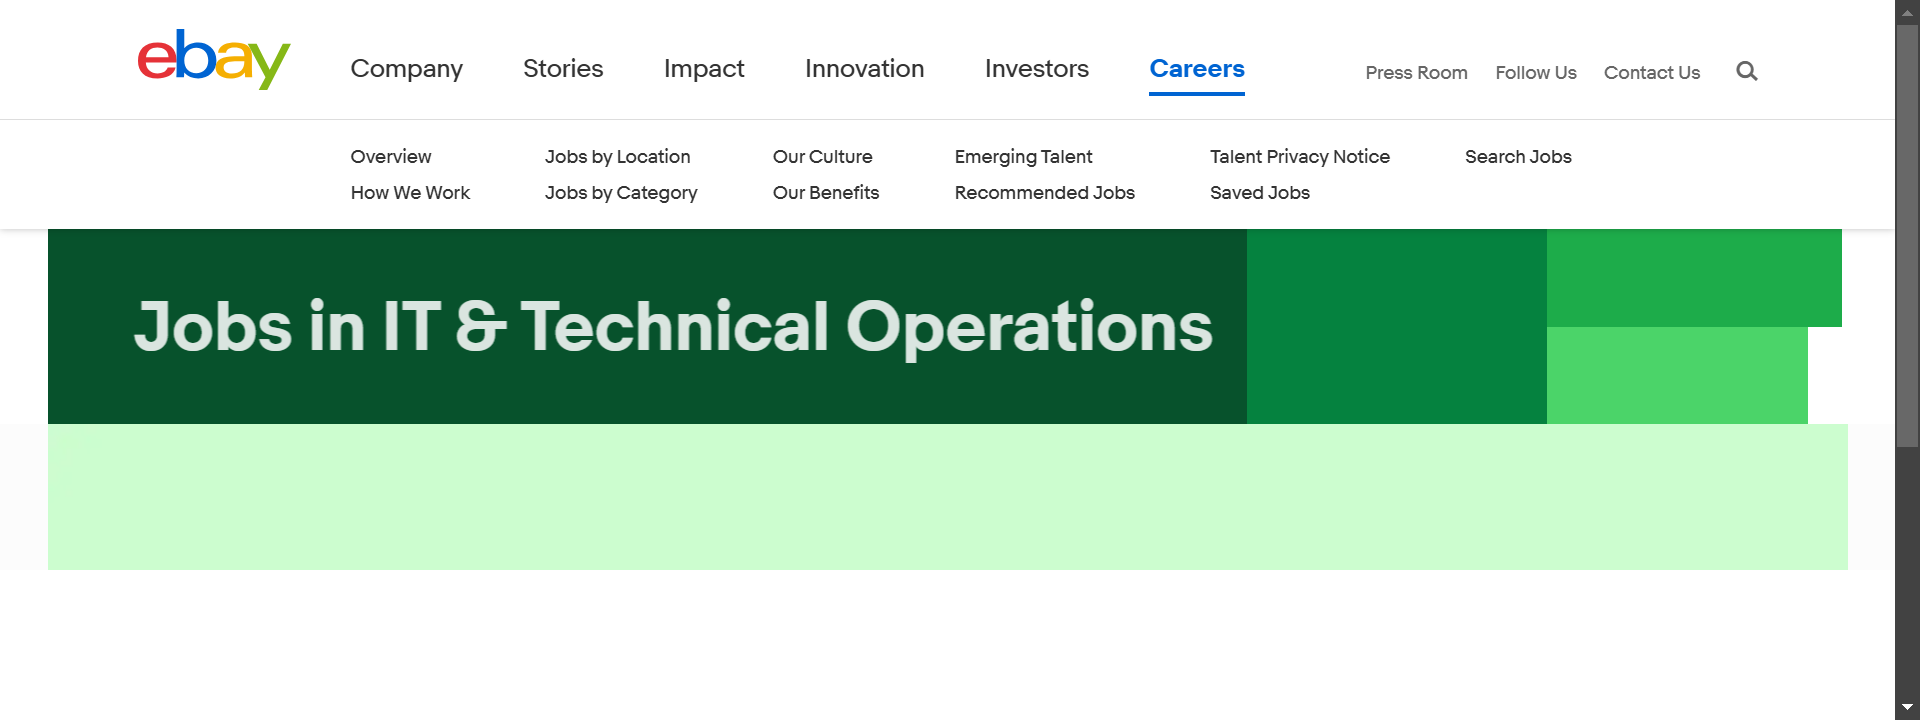 ebay
Company Stories Impact Innovation Investors Careers Press Room Follow Us Contact Us
Overview Jobs by Location Our Culture Emerging Talent Talent Privacy Notice Search Jobs
How We Work Jobs by Category Our Benefits Recommended Jobs Saved Jobs
Jobs in IT & Technical Operations